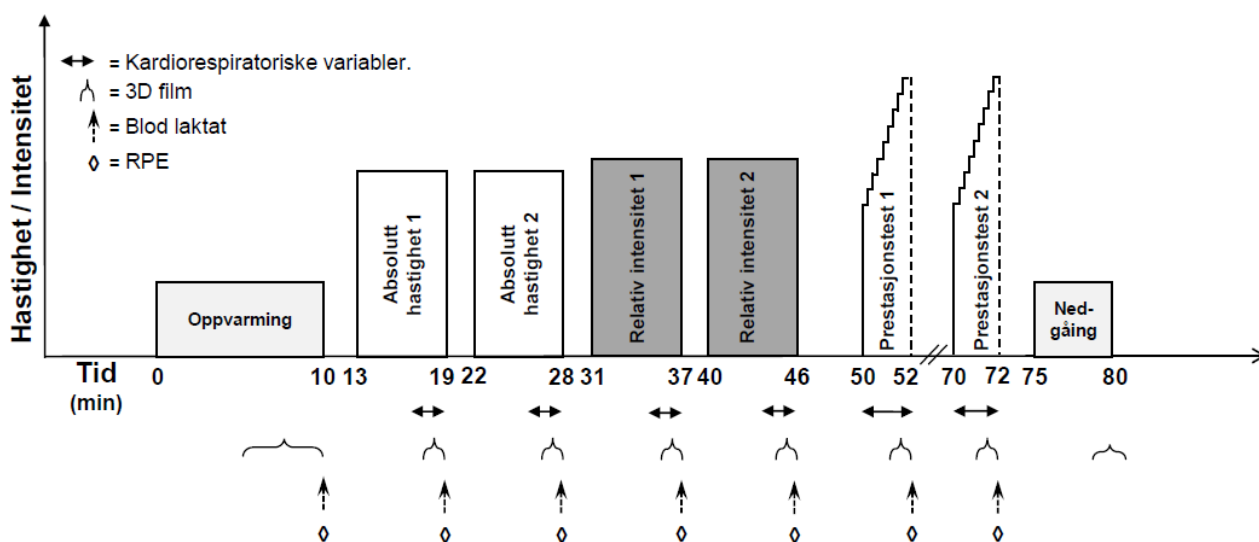 Hastighet / Intensitet
= Kardiorespiratoriske variabler.
= 3D film
= Blod laktat
= RPE
Oppvarming
Absolutt
hastighet 1
Absolutt
hastighet 2
Relativ intensitet 1
Relativ intensitet 2
Prestasjonstest 1
Prestasjonstest 2
Ned-
gåing
Tid
(min)
0 10 13 19 22 28 31 37 40 46 50 52 70 72 75 80